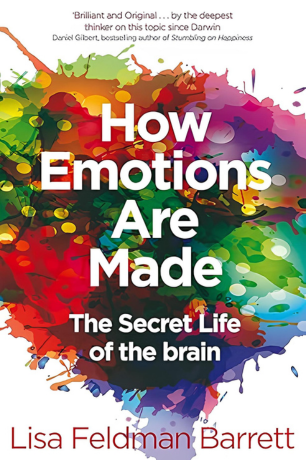 'Brilliant and Original . . . by the deepest
thinker on this topic since Darwin
Daniel Gilbert, bestselling author of Stumbling on Happiness
How
Emotions
Are
Made
The Secret Life
of the brain
Lisa Feldman Barrett